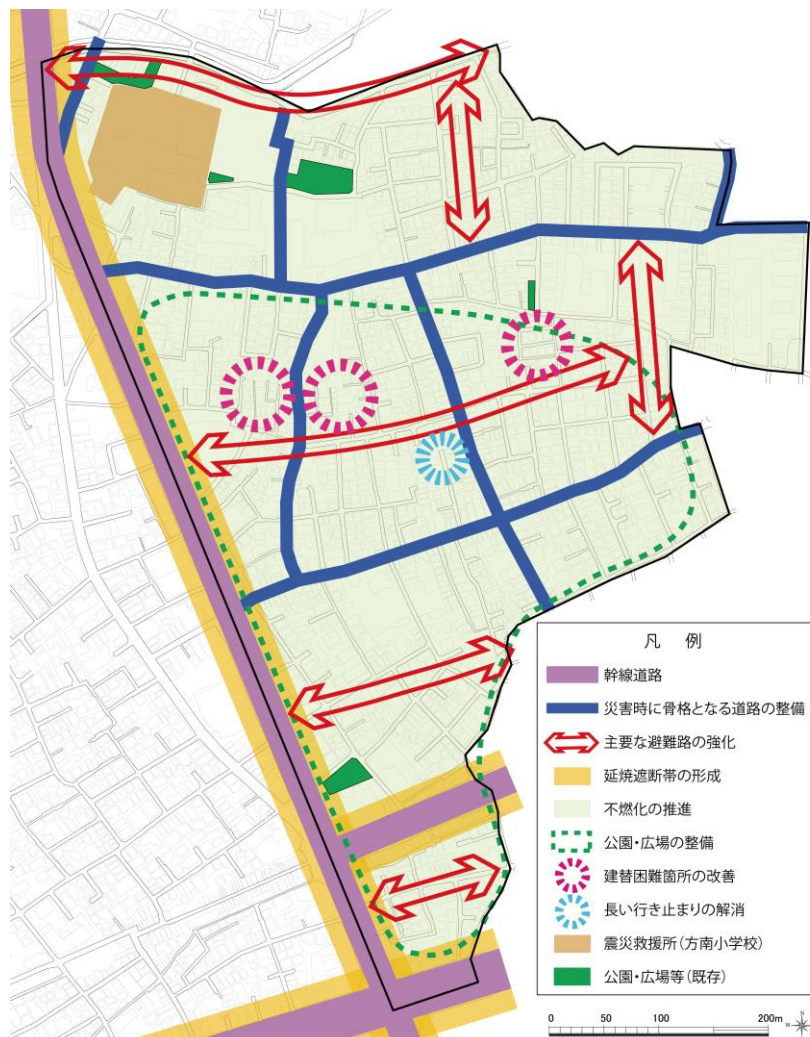 凡 例
幹線道路
災害時に骨格となる道路の整備
主要な避難路の強化
延焼遮断帯の形成
不燃化の推進
公園・広場の整備
建替困難箇所の改善
長い行き止まりの解消
震災救援所(方南小学校)
公園・広場等(既存)
0 50 100 200m
N
W E
S